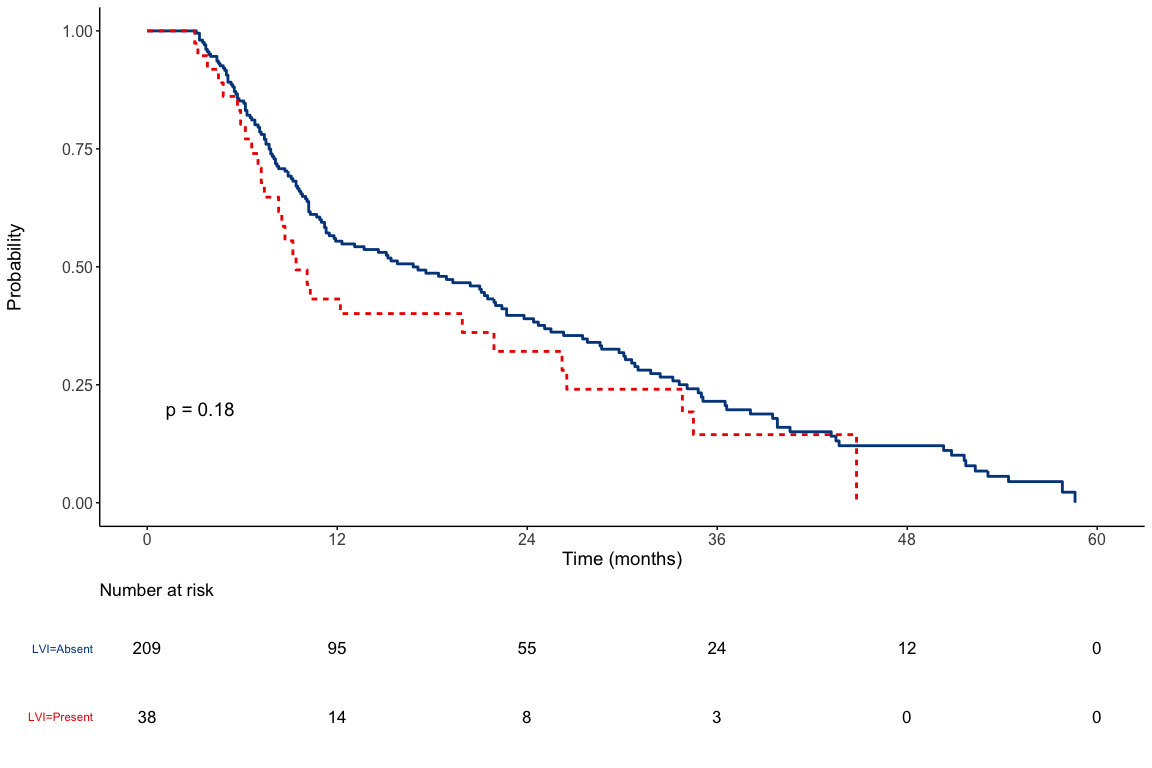 1.00
0.75
0.50
0.25
0.00
Probability
p = 0.18
0 12 24 36 48 60
Time (months)
Number at risk
LVI=Absent 209 95 55 24 12 0
LVI=Present 38 14 8 3 0 0